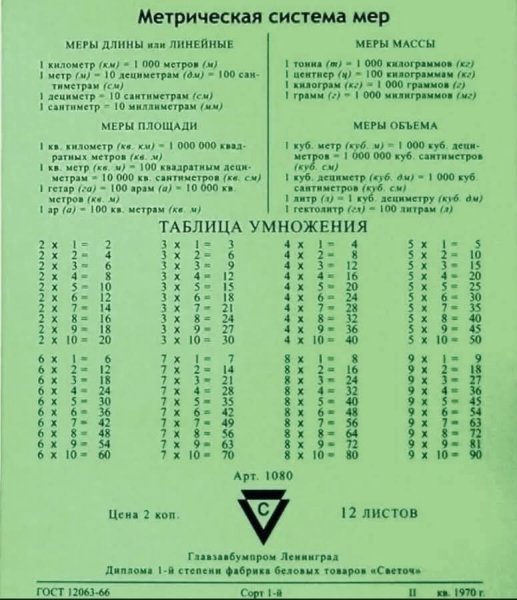 Метрическая система мер
МЕРЫ ДЛИНЫ или ЛИНЕЙНЫЕ
1 километр (км) = 1 000 метров (м)
1 метр (м) = 10 дециметрам (дм) = 100 сан-
тиметрам (см)
1 дециметр = 10 сантиметрам (см)
1 сантиметр = 10 миллиметрам (мм)
МЕРЫ МАССЫ
1 тонна (т) = 1 000 килограммов (кг)
1 центнер (ц) = 100 килограммам (кг)
1 килограм (кг) = 1 000 граммов (г)
1 грамм (г) = 1 000 милиграммов (мг)
МЕРЫ ПЛОЩАДИ
1 кв. километр (кв. км) = 1 000 000 квад-
ратных метров (кв. м)
1 кв. метр (кв. м) = 100 квадратным деци-
метрам = 10 000 кв. сантиметров (кв. см)
1 гетар (га) = 100 арам (а) = 10 000 кв.
метров (кв. м)
1 ар (а) = 100 кв. метрам (кв. м)
МЕРЫ ОБЪЕМА
1 куб. метр (куб. м) = 1 000 куб. деци-
метров = 1 000 000 куб. сантиметров
(куб. см)
1 куб. дециметр (куб. дм) = 1 000 куб.
сантиметров (куб. см)
1 литр (л) = 1 куб. дециметру (куб. дм)
1 гектолитр (гл) = 100 литрам (л)
ТАБЛИЦА УМНОЖЕНИЯ
2 x 1 = 2 3 x 1 = 3 4 x 1 = 4 5 x 1 = 5
2 x 2 = 4 3 x 2 = 6 4 x 2 = 8 5 x 2 = 10
2 x 3 = 6 3 x 3 = 9 4 x 3 = 12 5 x 3 = 15
2 x 4 = 8 3 x 4 = 12 4 x 4 = 16 5 x 4 = 20
2 x 5 = 10 3 x 5 = 15 4 x 5 = 20 5 x 5 = 25
2 x 6 = 12 3 x 6 = 18 4 x 6 = 24 5 x 6 = 30
2 x 7 = 14 3 x 7 = 21 4 x 7 = 28 5 x 7 = 35
2 x 8 = 16 3 x 8 = 24 4 x 8 = 32 5 x 8 = 40
2 x 9 = 18 3 x 9 = 27 4 x 9 = 36 5 x 9 = 45
2 x 10 = 20 3 x 10 = 30 4 x 10 = 40 5 x 10 = 50
6 x 1 = 6 7 x 1 = 7 8 x 1 = 8 9 x 1 = 9
6 x 2 = 12 7 x 2 = 14 8 x 2 = 16 9 x 2 = 18
6 x 3 = 18 7 x 3 = 21 8 x 3 = 24 9 x 3 = 27
6 x 4 = 24 7 x 4 = 28 8 x 4 = 32 9 x 4 = 36
6 x 5 = 30 7 x 5 = 35 8 x 5 = 40 9 x 5 = 45
6 x 6 = 36 7 x 6 = 42 8 x 6 = 48 9 x 6 = 54
6 x 7 = 42 7 x 7 = 49 8 x 7 = 56 9 x 7 = 63
6 x 8 = 48 7 x 8 = 56 8 x 8 = 64 9 x 8 = 72
6 x 9 = 54 7 x 9 = 63 8 x 9 = 72 9 x 9 = 81
6 x 10 = 60 7 x 10 = 70 8 x 10 = 80 9 x 10 = 90
Арт. 1080
Цена 2 коп. С 12 ЛИСТОВ
Главзавбумпром Ленинград
Диплома 1-й степени фабрика беловых товаров «Светоч»
ГОСТ 12063-66 Сорт 1-й II кв. 1970 г.